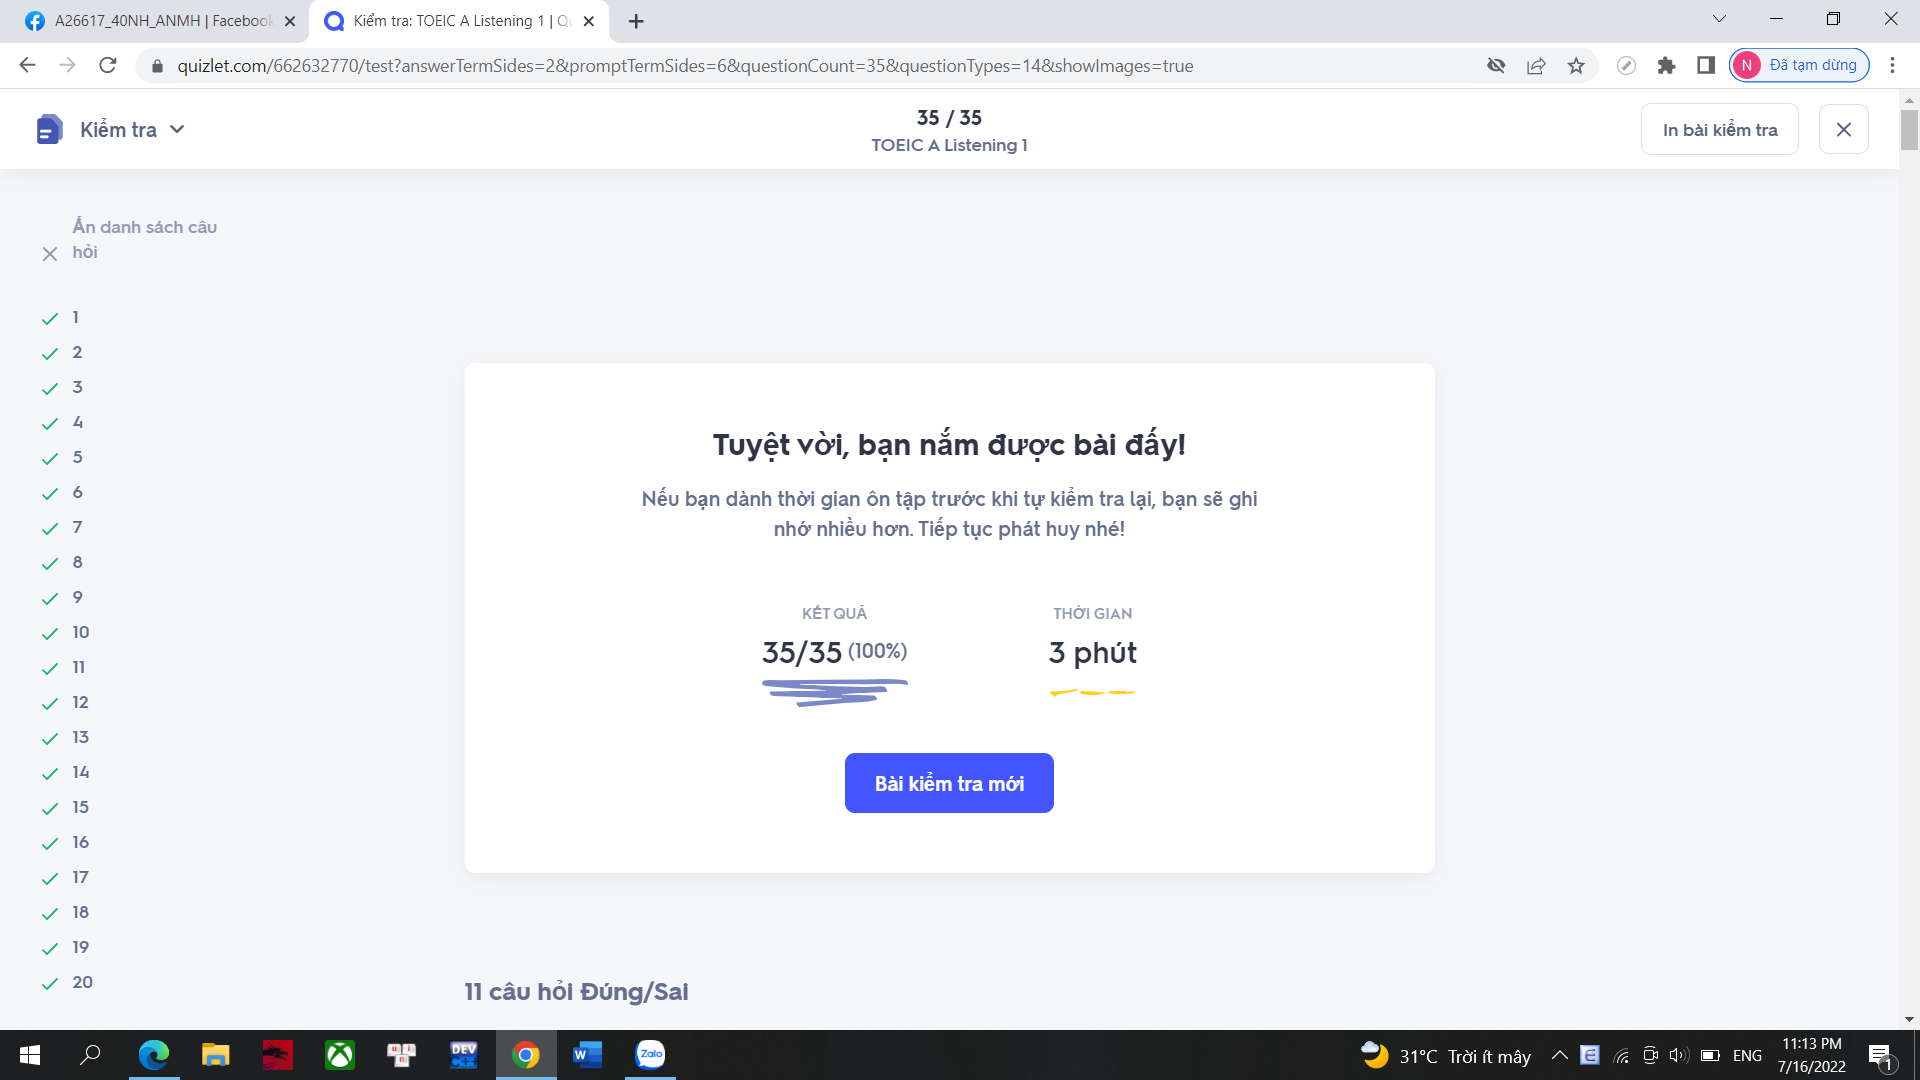 A26617_40NH_ANMH | Facebook
Kiểm tra: TOEIC A Listening 1 | Qu
quizlet.com/662632770/test?answerTermSides=2&promptTermSides=6&questionCount=35&questionTypes=14&showImages=true
N Đã tạm dừng
Kiểm tra
35 / 35
TOEIC A Listening 1
In bài kiểm tra
Ẩn danh sách câu
hỏi
1
2
3
4
5
6
7
8
9
10
11
12
13
14
15
16
17
18
19
20
Tuyệt vời, bạn nắm được bài đấy!
Nếu bạn dành thời gian ôn tập trước khi tự kiểm tra lại, bạn sẽ ghi
nhớ nhiều hơn. Tiếp tục phát huy nhé!
KẾT QUẢ
35/35 (100%)
THỜI GIAN
3 phút
Bài kiểm tra mới
11 câu hỏi Đúng/Sai
u i n
DEV C++
W
Zalo
31°C Trời ít mây
E
ENG
11:13 PM
7/16/2022
1